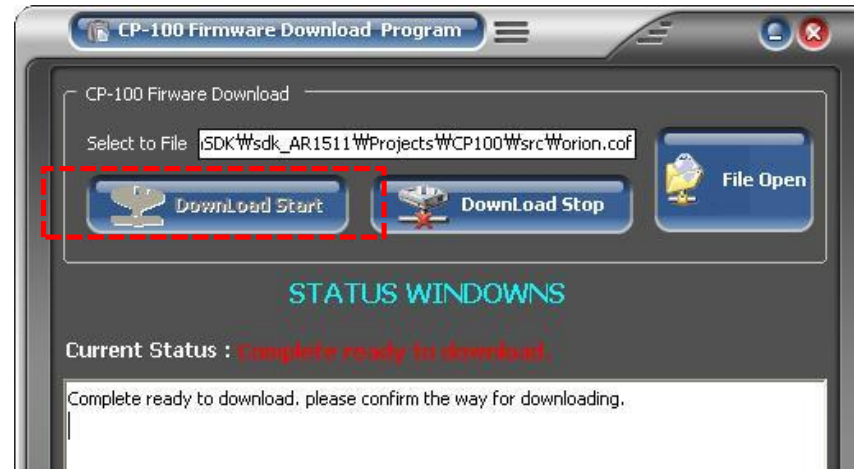 CP-100 Firmware Download Program
CP-100 Firware Download
Select to File iSDK₩sdk_AR1511₩Projects₩CP100₩src₩orion.cof
File Open
DownLoad Start
DownLoad Stop
STATUS WINDOWNS
Current Status : Complete ready to download.
Complete ready to download, please confirm the way for downloading.